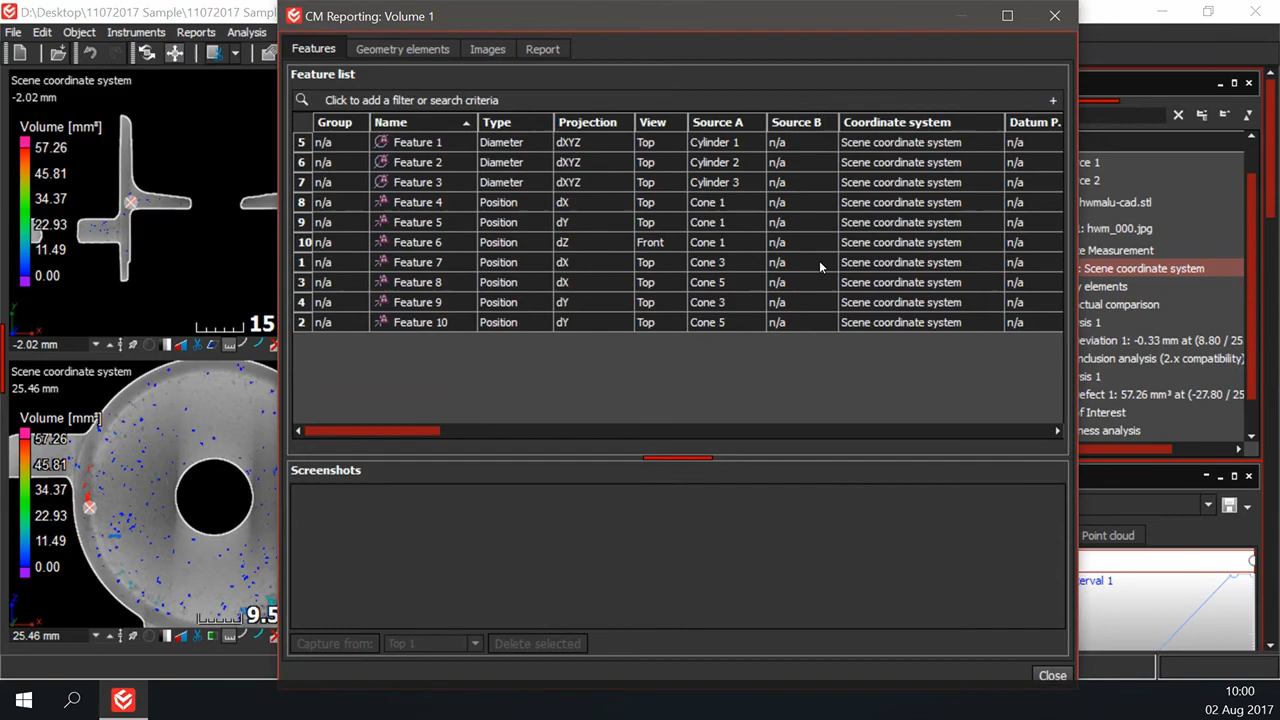 D:\Desktop\11072017 Sample\11072017 Sample
File Edit Object Instruments Reports Analysis
Scene coordinate system
-2.02 mm
Volume [mm³]
57.26
45.81
34.37
22.93
11.49
0.00
15
-2.02 mm
Scene coordinate system
25.46 mm
Volume [mm³]
57.26
45.81
34.37
22.93
11.49
0.00
9.5
25.46 mm
CM Reporting: Volume 1
Features Geometry elements Images Report
Feature list
Click to add a filter or search criteria +
Group Name Type Projection View Source A Source B Coordinate system Datum P.
5 n/a Feature 1 Diameter dXYZ Top Cylinder 1 n/a Scene coordinate system n/a
6 n/a Feature 2 Diameter dXYZ Top Cylinder 2 n/a Scene coordinate system n/a
7 n/a Feature 3 Diameter dXYZ Top Cylinder 3 n/a Scene coordinate system n/a
8 n/a Feature 4 Position dX Top Cone 1 n/a Scene coordinate system n/a
9 n/a Feature 5 Position dY Top Cone 1 n/a Scene coordinate system n/a
10 n/a Feature 6 Position dZ Front Cone 1 n/a Scene coordinate system n/a
1 n/a Feature 7 Position dX Top Cone 3 n/a Scene coordinate system n/a
3 n/a Feature 8 Position dX Top Cone 5 n/a Scene coordinate system n/a
4 n/a Feature 9 Position dY Top Cone 3 n/a Scene coordinate system n/a
2 n/a Feature 10 Position dY Top Cone 5 n/a Scene coordinate system n/a
Screenshots
Capture from: Top 1 Delete selected
Close
ce 1
ce 2
hwmalu-cad.stl
1: hwm_000.jpg
e Measurement
: Scene coordinate system
y elements
actual comparison
sis 1
eviation 1: -0.33 mm at (8.80 / 25
nclusion analysis (2.x compatibility)
sis 1
efect 1: 57.26 mm³ at (-27.80 / 25
of Interest
ness analysis
Point cloud
erval 1
10:00
02 Aug 2017